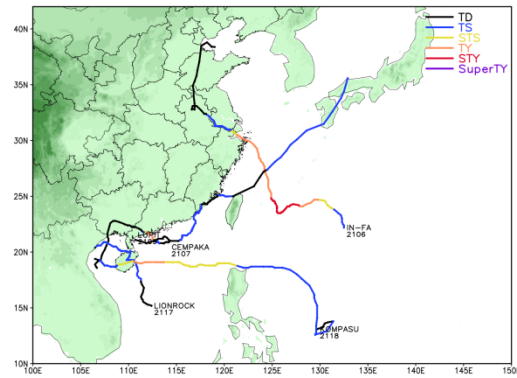 40N
TD
TS
STS
TY
STY
SuperTY
35N
30N
25N
IN-FA
2106
CEMPAKA
2107
20N
LIONROCK
2117
15N
KOMPASU
2118
10N
100E 105E 110E 115E 120E 125E 130E 135E 140E 145E 150E